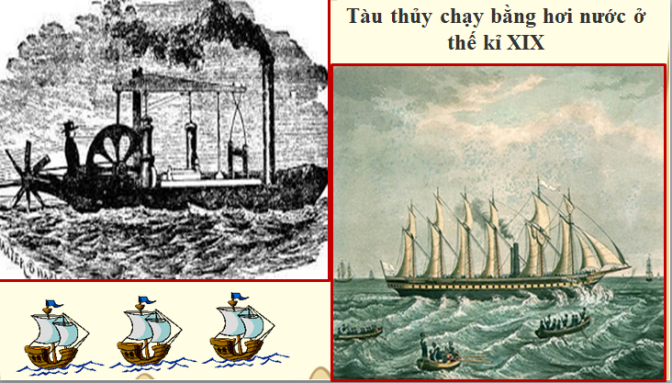 Tàu thủy chạy bằng hơi nước ở
thế kỉ XIX